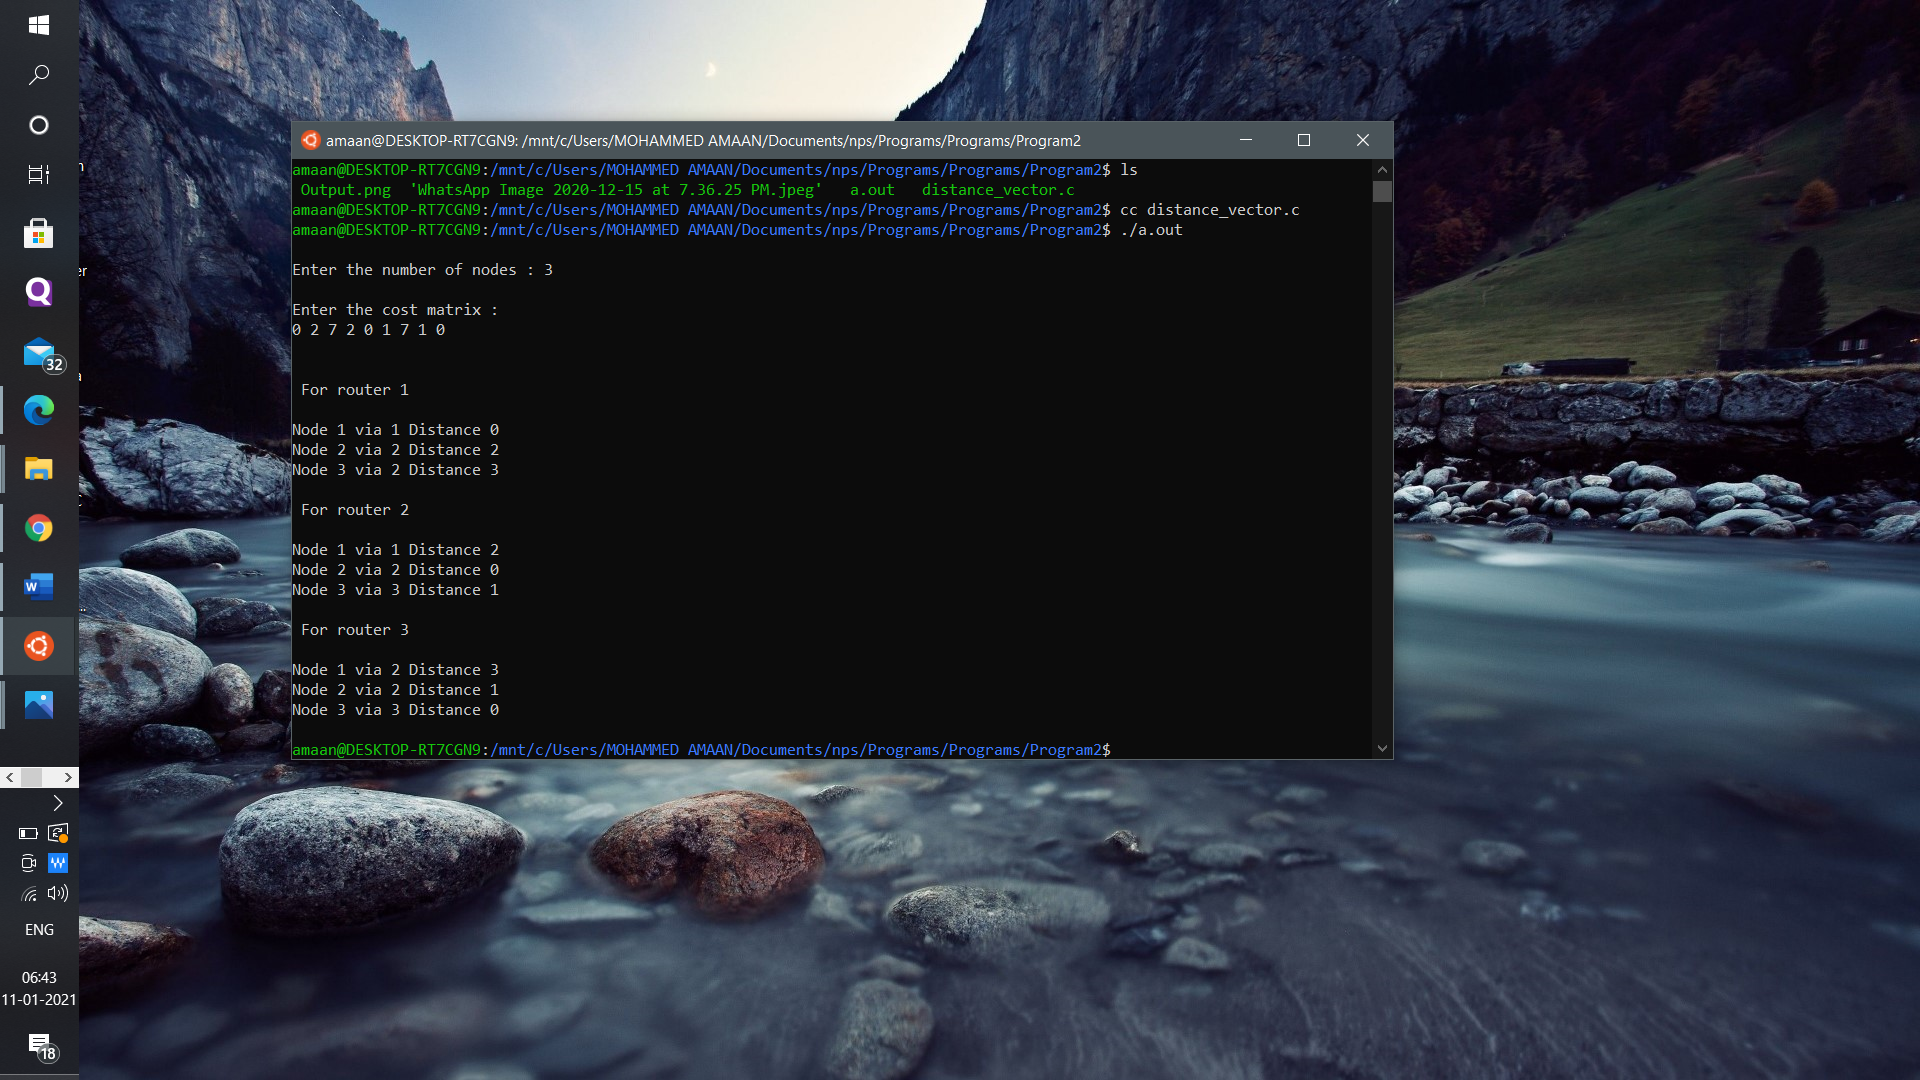 amaan@DESKTOP-RT7CGN9: /mnt/c/Users/MOHAMMED AMAAN/Documents/nps/Programs/Programs/Program2
amaan@DESKTOP-RT7CGN9:/mnt/c/Users/MOHAMMED AMAAN/Documents/nps/Programs/Programs/Program2$ ls
Output.png  'WhatsApp Image 2020-12-15 at 7.36.25 PM.jpeg'   a.out   distance_vector.c
amaan@DESKTOP-RT7CGN9:/mnt/c/Users/MOHAMMED AMAAN/Documents/nps/Programs/Programs/Program2$ cc distance_vector.c
amaan@DESKTOP-RT7CGN9:/mnt/c/Users/MOHAMMED AMAAN/Documents/nps/Programs/Programs/Program2$ ./a.out
Enter the number of nodes : 3
Enter the cost matrix :
0 2 7 2 0 1 7 1 0
For router 1
Node 1 via 1 Distance 0
Node 2 via 2 Distance 2
Node 3 via 2 Distance 3
For router 2
Node 1 via 1 Distance 2
Node 2 via 2 Distance 0
Node 3 via 3 Distance 1
For router 3
Node 1 via 2 Distance 3
Node 2 via 2 Distance 1
Node 3 via 3 Distance 0
amaan@DESKTOP-RT7CGN9:/mnt/c/Users/MOHAMMED AMAAN/Documents/nps/Programs/Programs/Program2$
32
ENG
06:43
11-01-2021
18